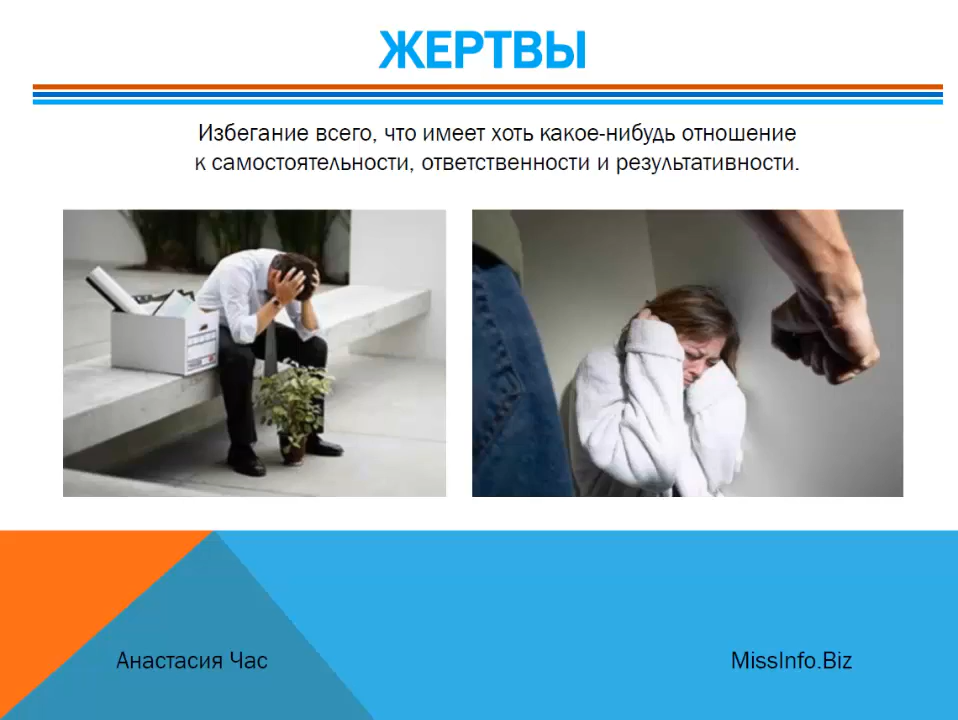 ЖЕРТВЫ
Избегание всего, что имеет хоть какое-нибудь отношение
к самостоятельности, ответственности и результативности.
Анастасия Час
MissInfo.Biz